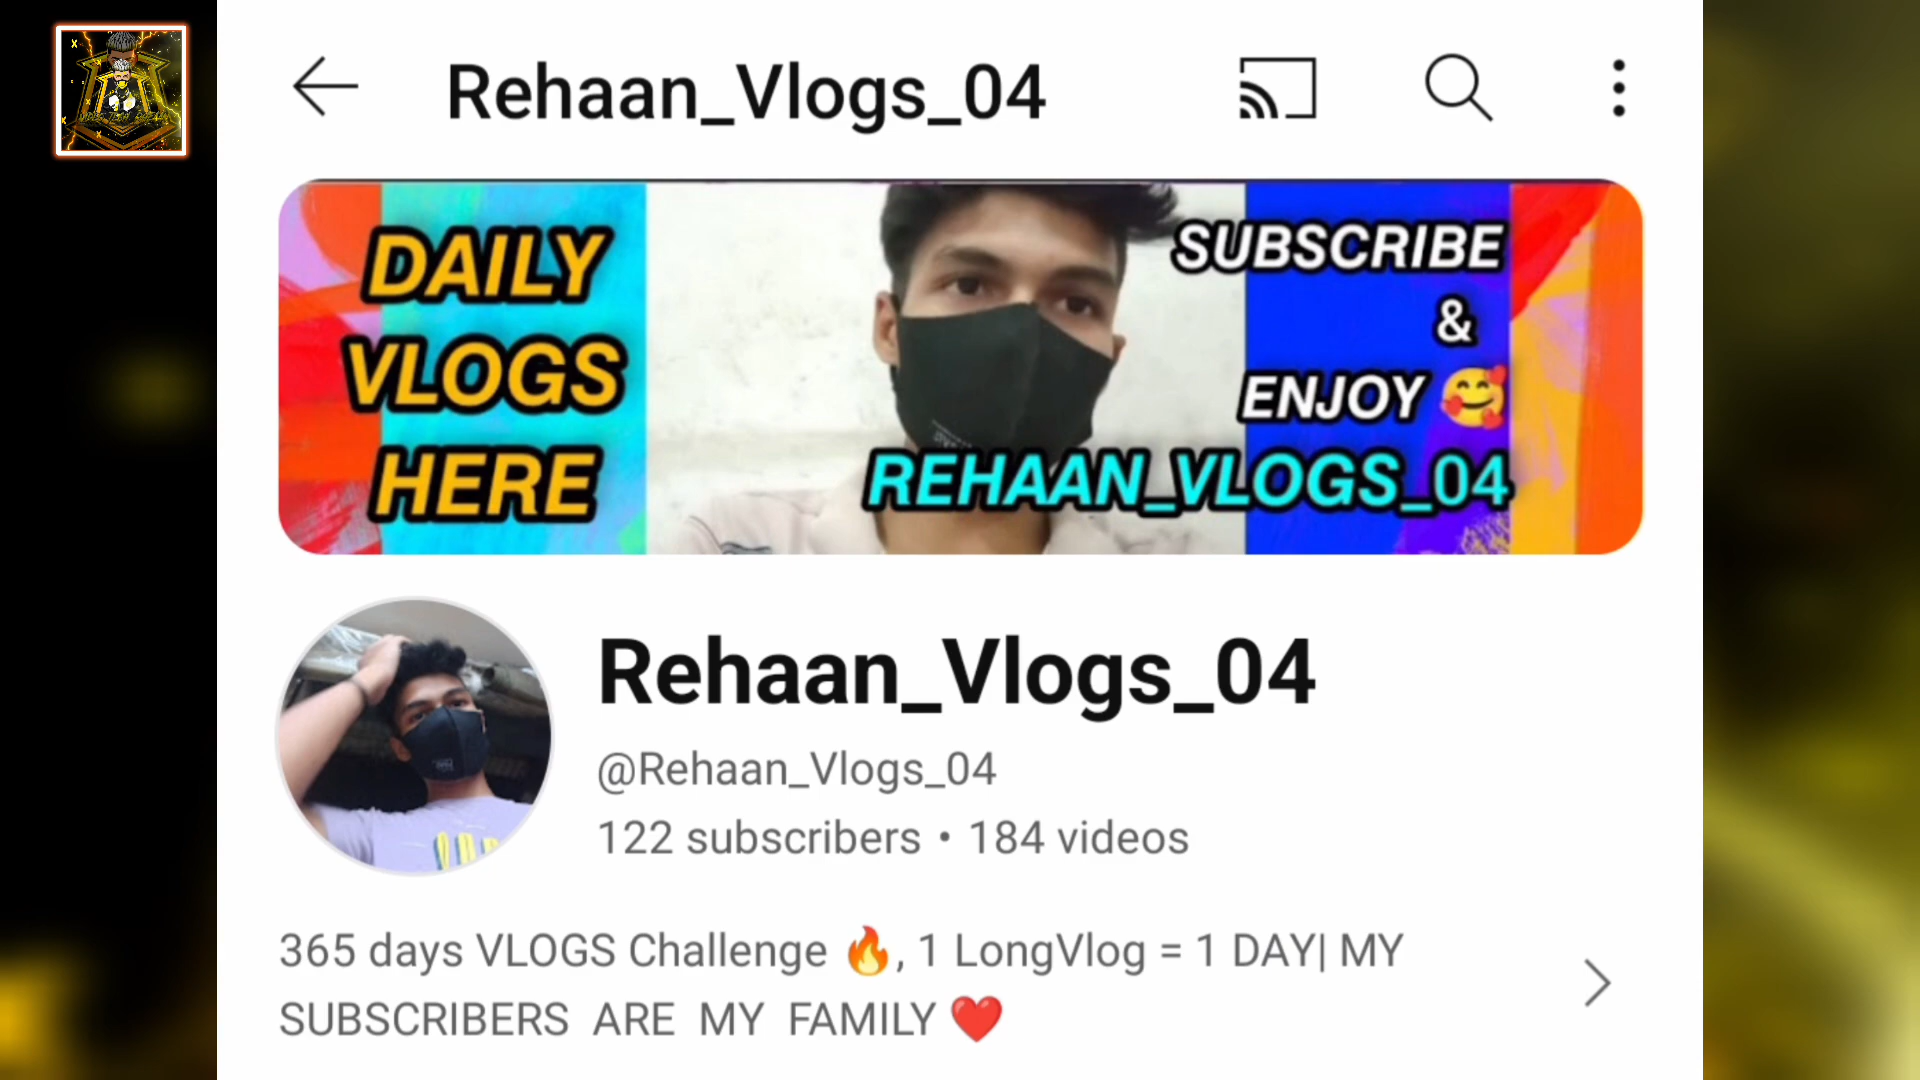 Rehaan_Vlogs_04
DAILY
VLOGS
HERE
SUBSCRIBE
&
ENJOY 🥰
REHAAN_VLOGS_04
Rehaan_Vlogs_04
@Rehaan_Vlogs_04
122 subscribers • 184 videos
365 days VLOGS Challenge 🔥, 1 LongVlog = 1 DAY| MY
SUBSCRIBERS ARE MY FAMILY ❤️